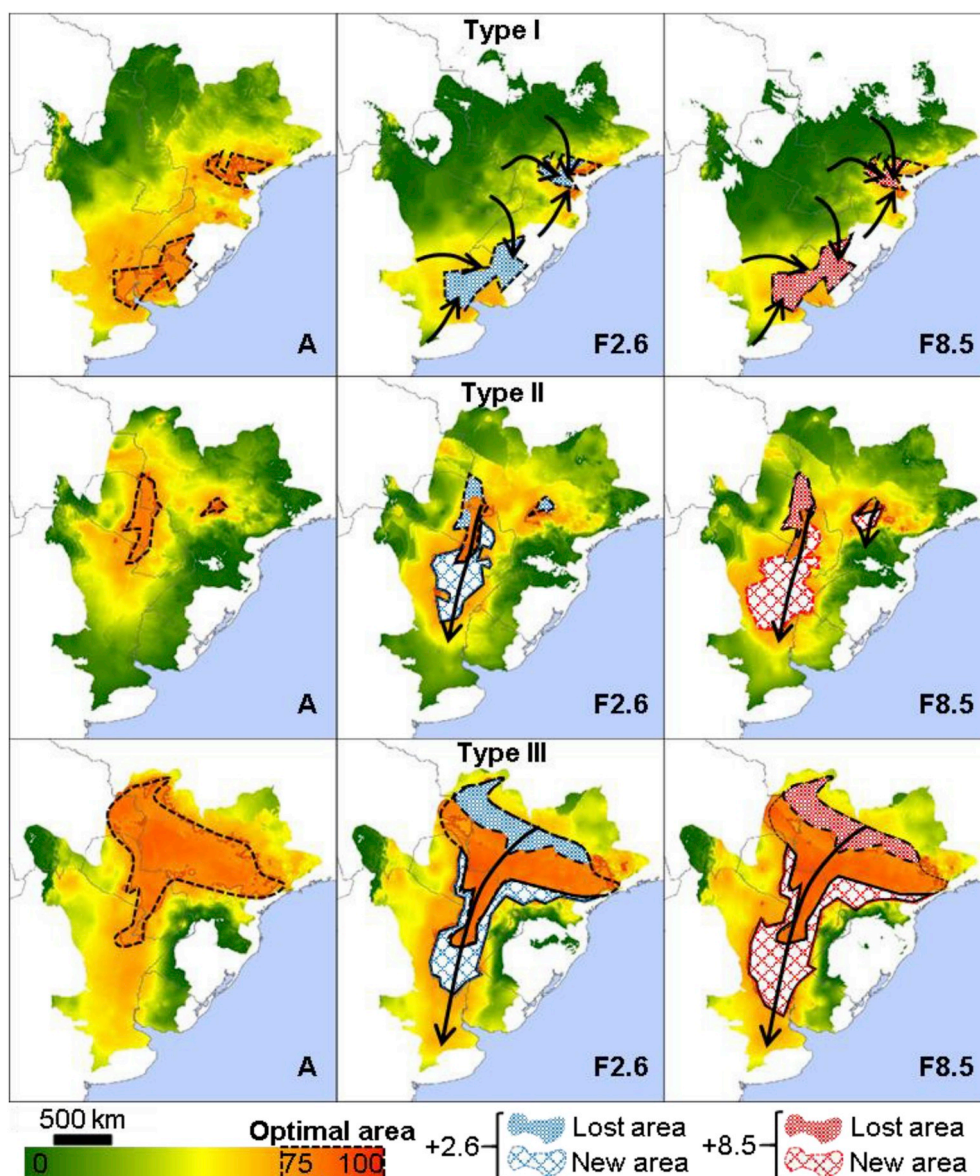 Type I
A
F2.6
F8.5
Type II
A
F2.6
F8.5
Type III
A
F2.6
F8.5
500 km
Optimal area
0 75 100
+2.6 Lost area
New area
+8.5 Lost area
New area